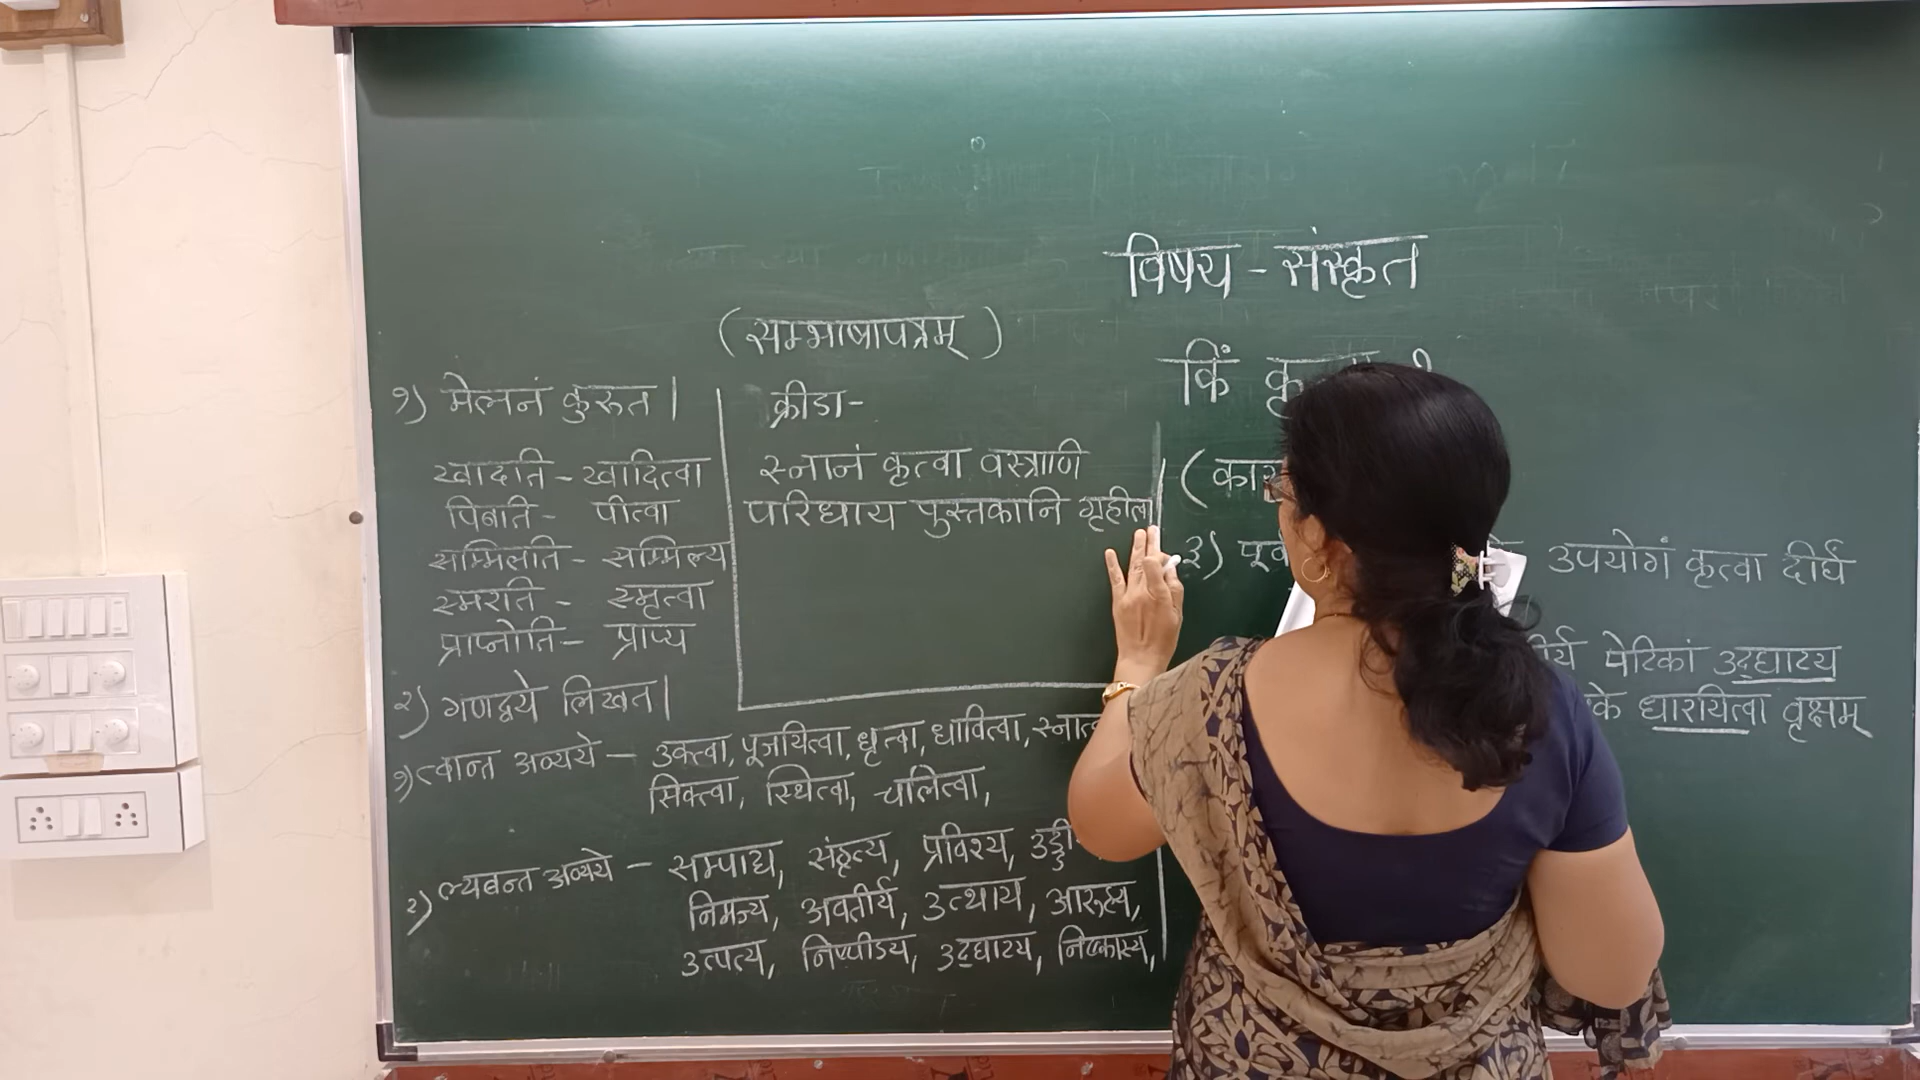 विषय - संस्कृत
(सम्भाषापत्रम्)
किं
१) मेलनं कुरूत।
खादति - खादित्वा
पिबति - पीत्वा
सम्मिलति - सम्मिल्य
स्मरति - स्मृत्वा
प्राप्नोति - प्राप्य
क्रीडा-
स्नानं कृत्वा वस्त्राणि
परिधाय पुस्तकानि गृहीत्वा
२) गणद्वये लिखत।
१) त्वान्त अव्यये - उक्त्वा, पूजयित्वा, धृत्वा, धावित्वा,
सिक्त्वा, स्थित्वा, चलित्वा,
२) ल्यबन्त अव्यये - सम्पाद्य, संहृत्य, प्रविश्य,
निमज्य, अवतीर्य, उत्थाय, आरुह्य,
उत्पत्य, निष्पीड्य, उद्घाट्य, निष्कास्य,
३) उपयोगं कृत्वा दीर्घ
पेटिकां उद्घाट्य
धारयित्वा वृक्षम्